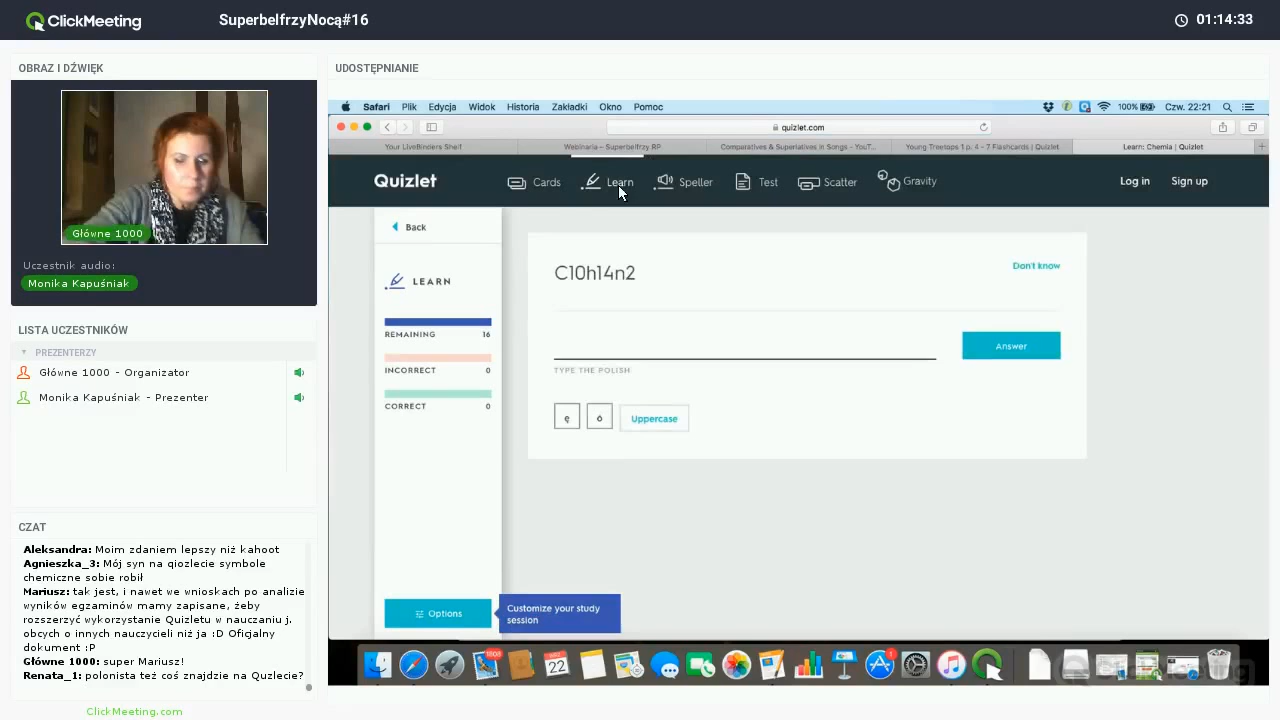 ClickMeeting
SuperbelfrzyNocą#16
01:14:33
OBRAZ I DŹWIĘK
Główne 1000
Uczestnik audio:
Monika Kapuśniak
LISTA UCZESTNIKÓW
PREZENTERZY
Główne 1000 - Organizator
Monika Kapuśniak - Prezenter
CZAT
Aleksandra: Moim zdaniem lepszy niż kahoot
Agnieszka_3: Mój syn na qiozlecie symbole
chemiczne sobie robił
Mariusz: tak jest, i nawet we wnioskach po analizie
wyników egzaminów mamy zapisane, żeby
rozszerzyć wykorzystanie Quizletu w nauczaniu j.
obcych o innych nauczycieli niż ja :D Oficjalny
dokument :P
Główne 1000: super Mariusz!
Renata_1: polonista też coś znajdzie na Quzlecie?
ClickMeeting.com
UDOSTĘPNIANIE
Safari Plik Edycja Widok Historia Zakładki Okno Pomoc
100% Czw. 22:21
quizlet.com
Your LiveBinders Shelf
Webinaria – Superbelfrzy RP
Comparatives & Superlatives in Songs - YouT...
Young Treetops 1 p. 4 - 7 Flashcards | Quizlet
Learn: Chemia | Quizlet
Quizlet
Cards Learn Speller Test Scatter Gravity
Log in Sign up
Back
LEARN
REMAINING 16
INCORRECT 0
CORRECT 0
Options
Customize your study
session
C10h14n2
Don't know
Answer
TYPE THE POLISH
ę ó Uppercase
22
ClickMeeting